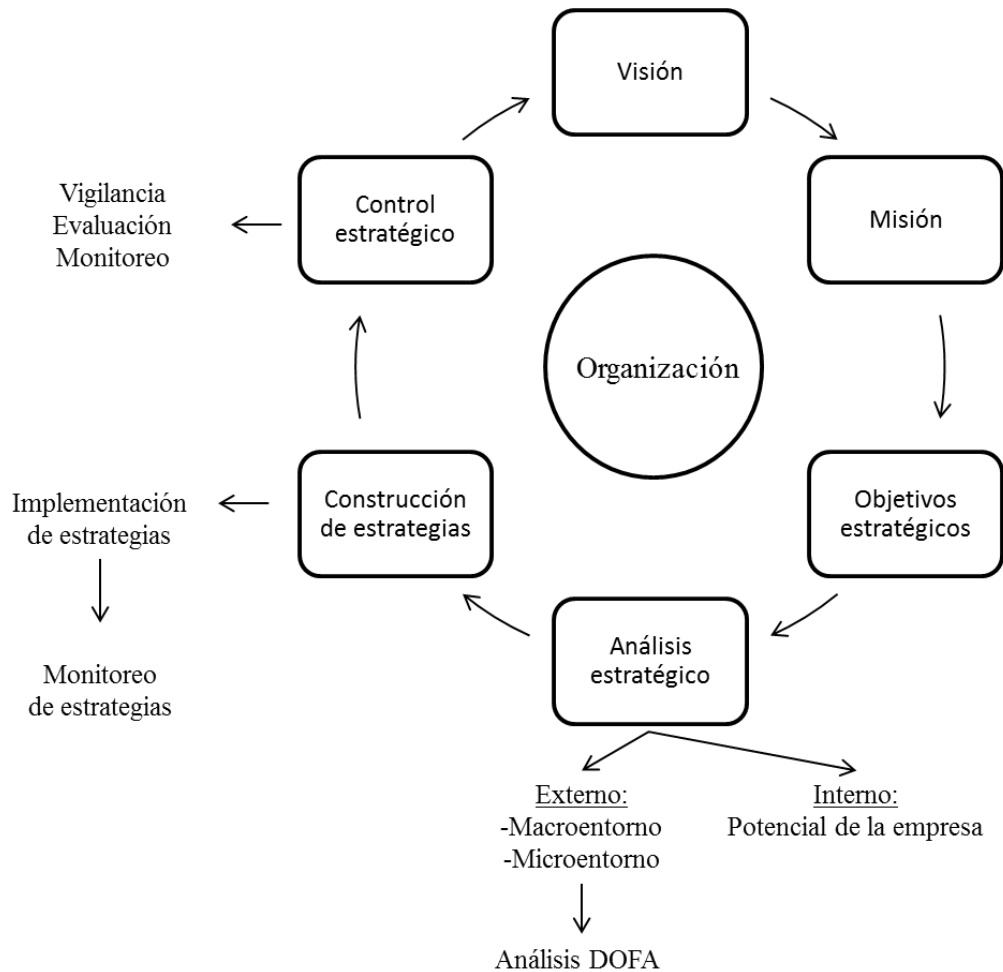 Visión
Misión
Objetivos
estratégicos
Análisis
estratégico
Externo:
-Macroentorno
-Microentorno
Análisis DOFA
Interno:
Potencial de la empresa
Construcción
de estrategias
Implementación
de estrategias
Monitoreo
de estrategias
Control
estratégico
Vigilancia
Evaluación
Monitoreo
Organización